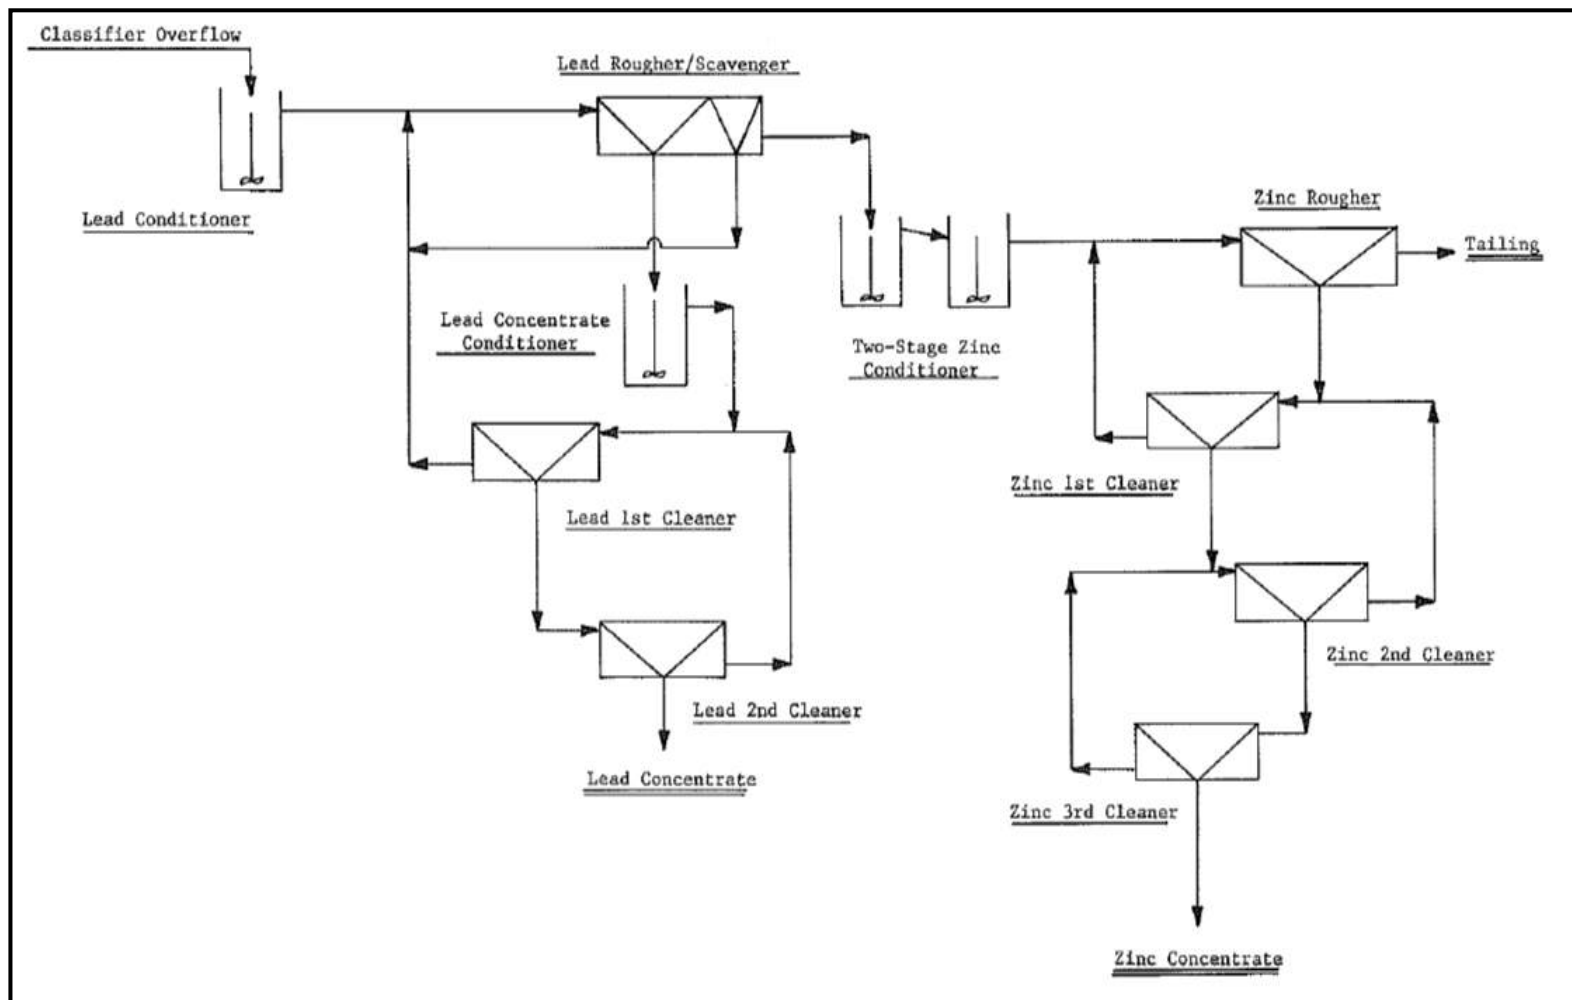 Classifier Overflow
Lead Rougher/Scavenger
Lead Conditioner
Zinc Rougher
Tailing
Lead Concentrate
Conditioner
Two-Stage Zinc
Conditioner
Zinc 1st Cleaner
Lead 1st Cleaner
Zinc 2nd Cleaner
Lead 2nd Cleaner
Lead Concentrate
Zinc 3rd Cleaner
Zinc Concentrate